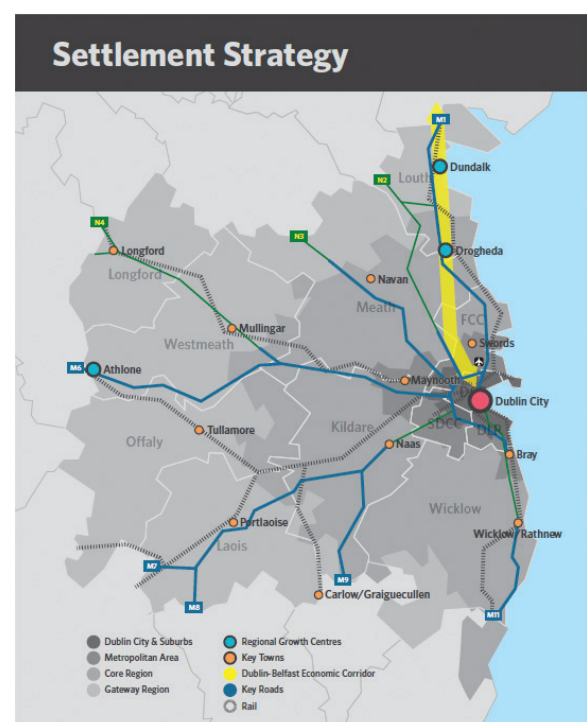 Settlement Strategy
M1
Dundalk
Louth
N2
N4
N3
Longford
Drogheda
Longford
Navan
Meath
FCC
Mullingar
Swords
Westmeath
M6
Athlone
Maynooth
Dublin City
Kildare
SDCC
DLR
Tullamore
Offaly
Naas
Bray
Wicklow
Portlaoise
Wicklow/Rathnew
Laois
M7
M9
Carlow/Graiguecullen
M8
M11
Dublin City & Suburbs
Metropolitan Area
Core Region
Gateway Region
Regional Growth Centres
Key Towns
Dublin-Belfast Economic Corridor
Key Roads
Rail